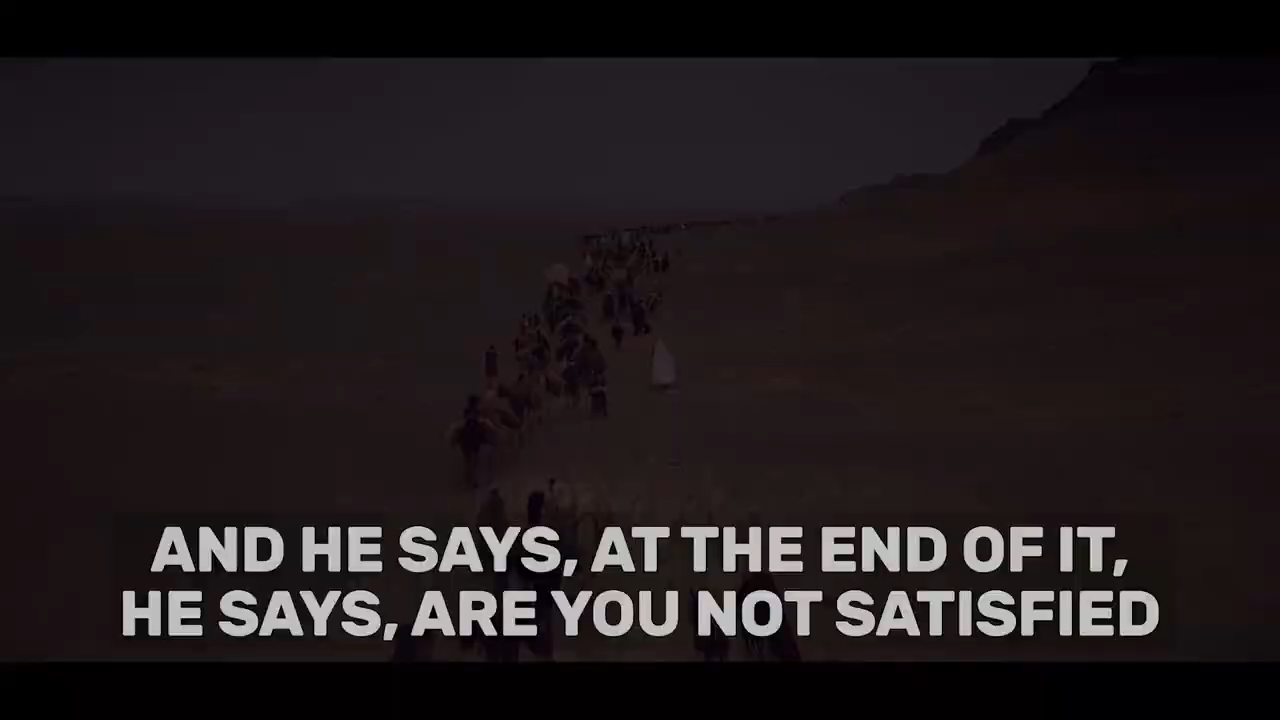 AND HE SAYS, AT THE END OF IT,
HE SAYS, ARE YOU NOT SATISFIED